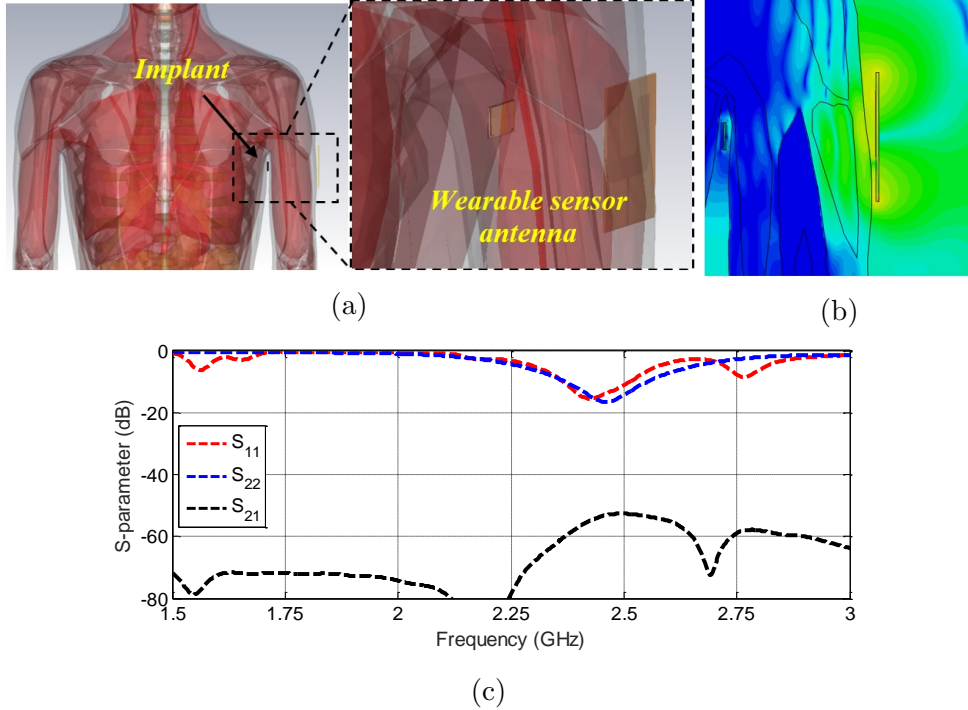 Implant
Wearable sensor
antenna
(a)
(b)
0
-20
-40
-60
-80
S-parameter (dB)
S11
S22
S21
1.5
1.75
2
2.25
2.5
2.75
3
Frequency (GHz)
(c)